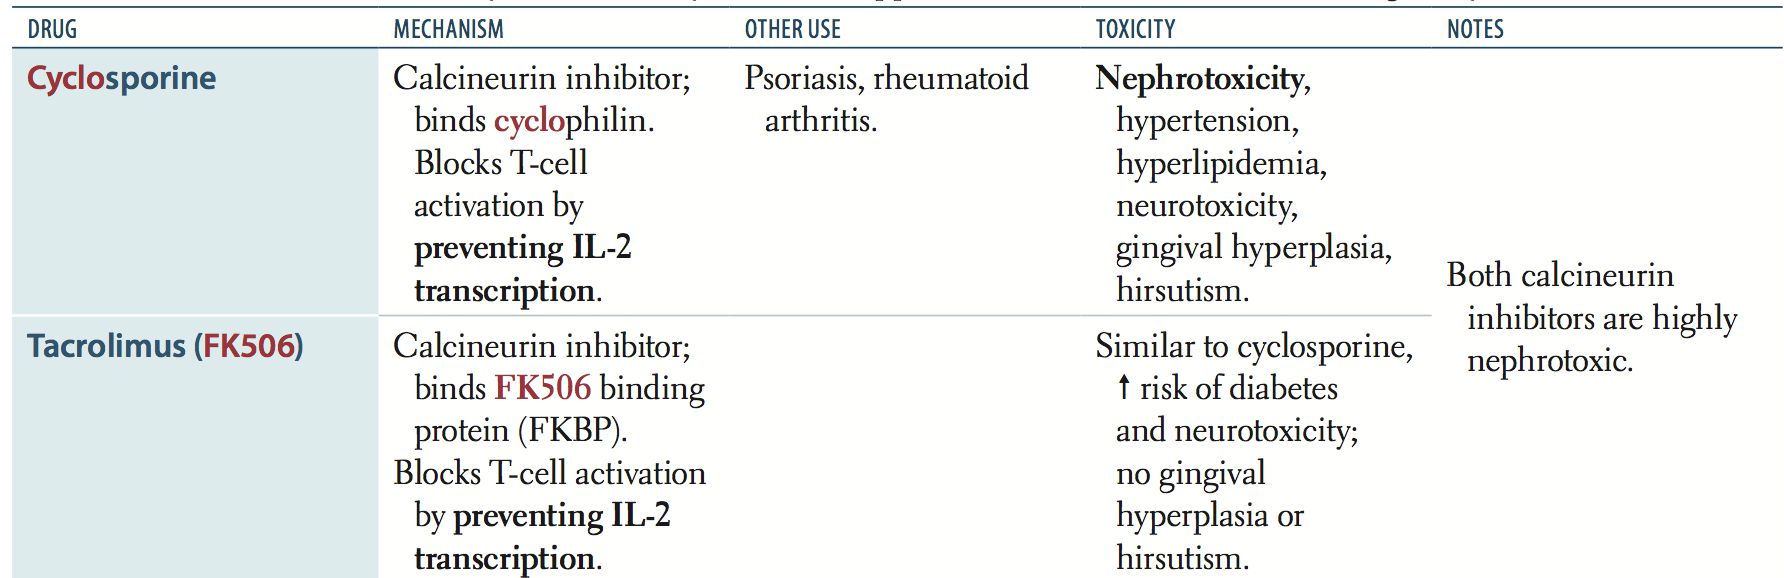 DRUG MECHANISM OTHER USE TOXICITY NOTES
Cyclosporine
Calcineurin inhibitor;
binds cyclophilin.
Blocks T-cell
activation by
preventing IL-2
transcription.
Psoriasis, rheumatoid
arthritis.
Nephrotoxicity,
hypertension,
hyperlipidemia,
neurotoxicity,
gingival hyperplasia,
hirsutism.
Tacrolimus (FK506)
Calcineurin inhibitor;
binds FK506 binding
protein (FKBP).
Blocks T-cell activation
by preventing IL-2
transcription.
Similar to cyclosporine,
↑ risk of diabetes
and neurotoxicity;
no gingival
hyperplasia or
hirsutism.
Both calcineurin
inhibitors are highly
nephrotoxic.